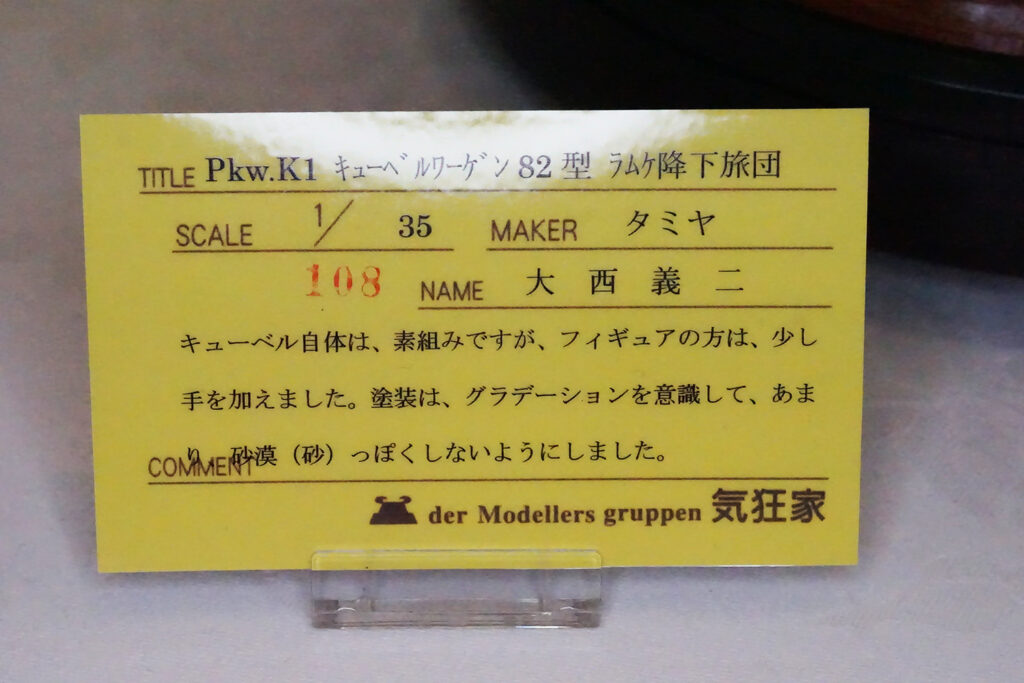 TITLE Pkw.K1 ｷｭｰﾍﾞﾙﾜｰｹﾞﾝ 82 型 ﾗﾑｹ降下旅団
SCALE 1/ 35 MAKER タミヤ
108 NAME 大 西 義 二
キューベル自体は、素組みですが、フィギュアの方は、少し
手を加えました。塗装は、グラデーションを意識して、あま
り、砂漠（砂）っぽくしないようにしました。
COMMENT
der Modellers gruppen 気狂家